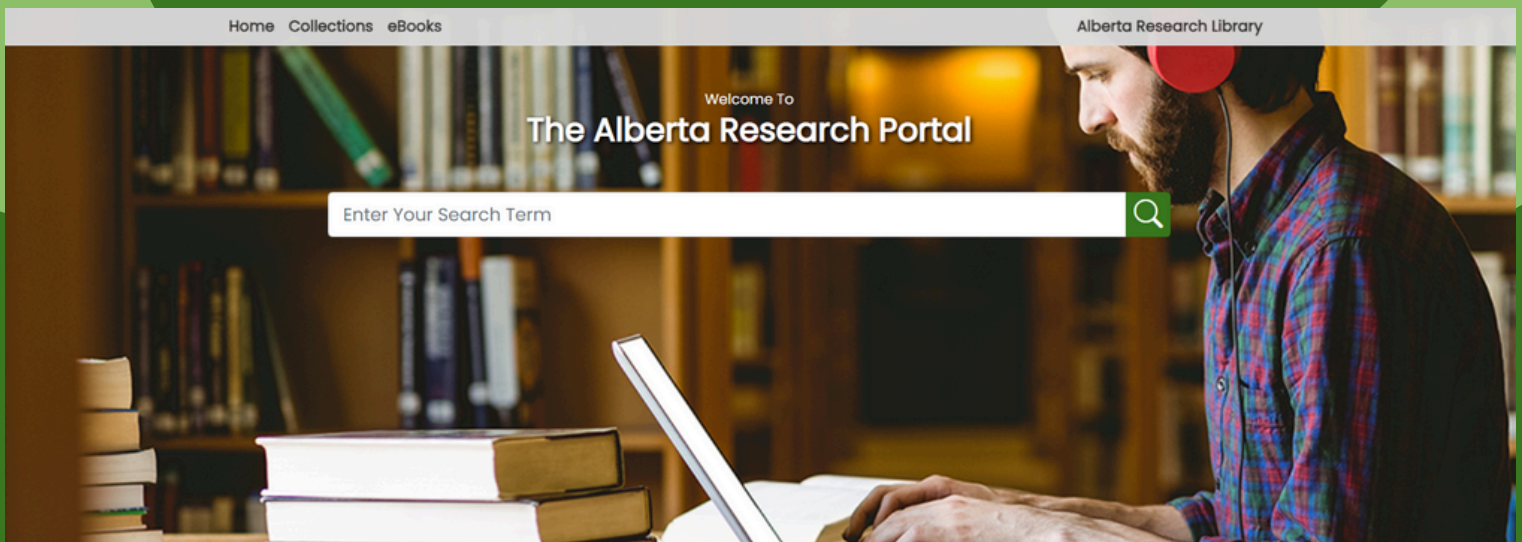 Home Collections eBooks Alberta Research Library
Welcome To
The Alberta Research Portal
Enter Your Search Term